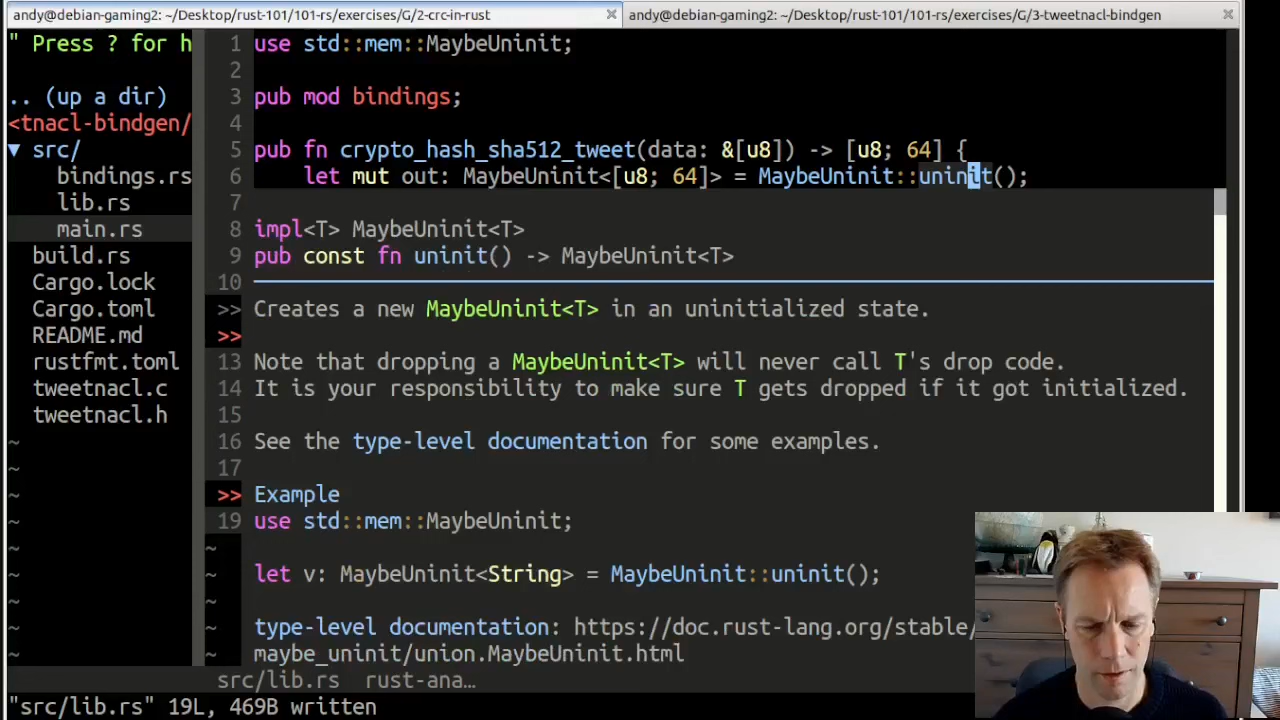 andy@debian-gaming2: ~/Desktop/rust-101/101-rs/exercises/G/2-crc-in-rust
andy@debian-gaming2: ~/Desktop/rust-101/101-rs/exercises/G/3-tweetnacl-bindgen
" Press ? for h
.. (up a dir)
<tnacl-bindgen/
▼ src/
bindings.rs
lib.rs
main.rs
build.rs
Cargo.lock
Cargo.toml
README.md
rustfmt.toml
tweetnacl.c
tweetnacl.h
~
~
~
~
~
~
~
~
~
1 use std::mem::MaybeUninit;
2
3 pub mod bindings;
4
5 pub fn crypto_hash_sha512_tweet(data: &[u8]) -> [u8; 64] {
6 let mut out: MaybeUninit<[u8; 64]> = MaybeUninit::uninit();
7
8 impl<T> MaybeUninit<T>
9 pub const fn uninit() -> MaybeUninit<T>
10
>> Creates a new MaybeUninit<T> in an uninitialized state.
>>
13 Note that dropping a MaybeUninit<T> will never call T's drop code.
14 It is your responsibility to make sure T gets dropped if it got initialized.
15
16 See the type-level documentation for some examples.
17
>> Example
19 use std::mem::MaybeUninit;
~
~ let v: MaybeUninit<String> = MaybeUninit::uninit();
~
~ type-level documentation: https://doc.rust-lang.org/stable/
~ maybe_uninit/union.MaybeUninit.html
src/lib.rs rust-ana…
"src/lib.rs" 19L, 469B written